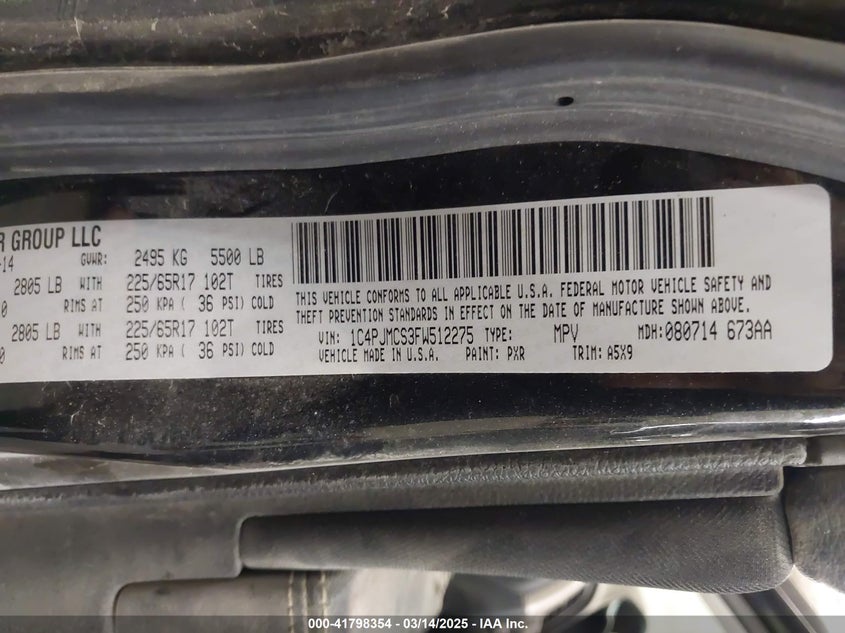 R GROUP LLC
-14 GVWR: 2495 KG 5500 LB
2805 LB WITH 225/65R17 102T TIRES
0 RIMS AT 250 KPA ( 36 PSI) COLD
2805 LB WITH 225/65R17 102T TIRES
0 RIMS AT 250 KPA ( 36 PSI) COLD
THIS VEHICLE CONFORMS TO ALL APPLICABLE U.S.A. FEDERAL MOTOR VEHICLE SAFETY AND
THEFT PREVENTION STANDARDS IN EFFECT ON THE DATE OF MANUFACTURE SHOWN ABOVE.
VIN: 1C4PJMCS3FW512275 TYPE: MPV MDH:080714 673AA
VEHICLE MADE IN U.S.A. PAINT: PXR TRIM: A5X9
000-41798354 - 03/14/2025 - IAA Inc.